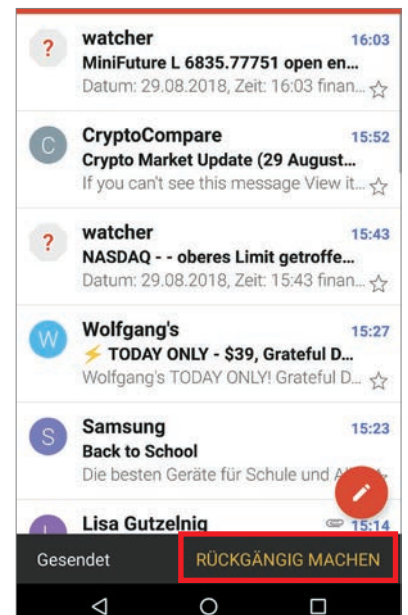 watcher 16:03
MiniFuture L 6835.77751 open en...
Datum: 29.08.2018, Zeit: 16:03 finan...
C CryptoCompare 15:52
Crypto Market Update (29 August...
If you can't see this message View it...
watcher 15:43
NASDAQ - - oberes Limit getroffe...
Datum: 29.08.2018, Zeit: 15:43 finan...
W Wolfgang's 15:27
⚡ TODAY ONLY - $39, Grateful D...
Wolfgang's TODAY ONLY! Grateful D...
S Samsung 15:23
Back to School
Die besten Geräte für Schule und
Lisa Gutzelnig 15:14
Gesendet RÜCKGÄNGIG MACHEN